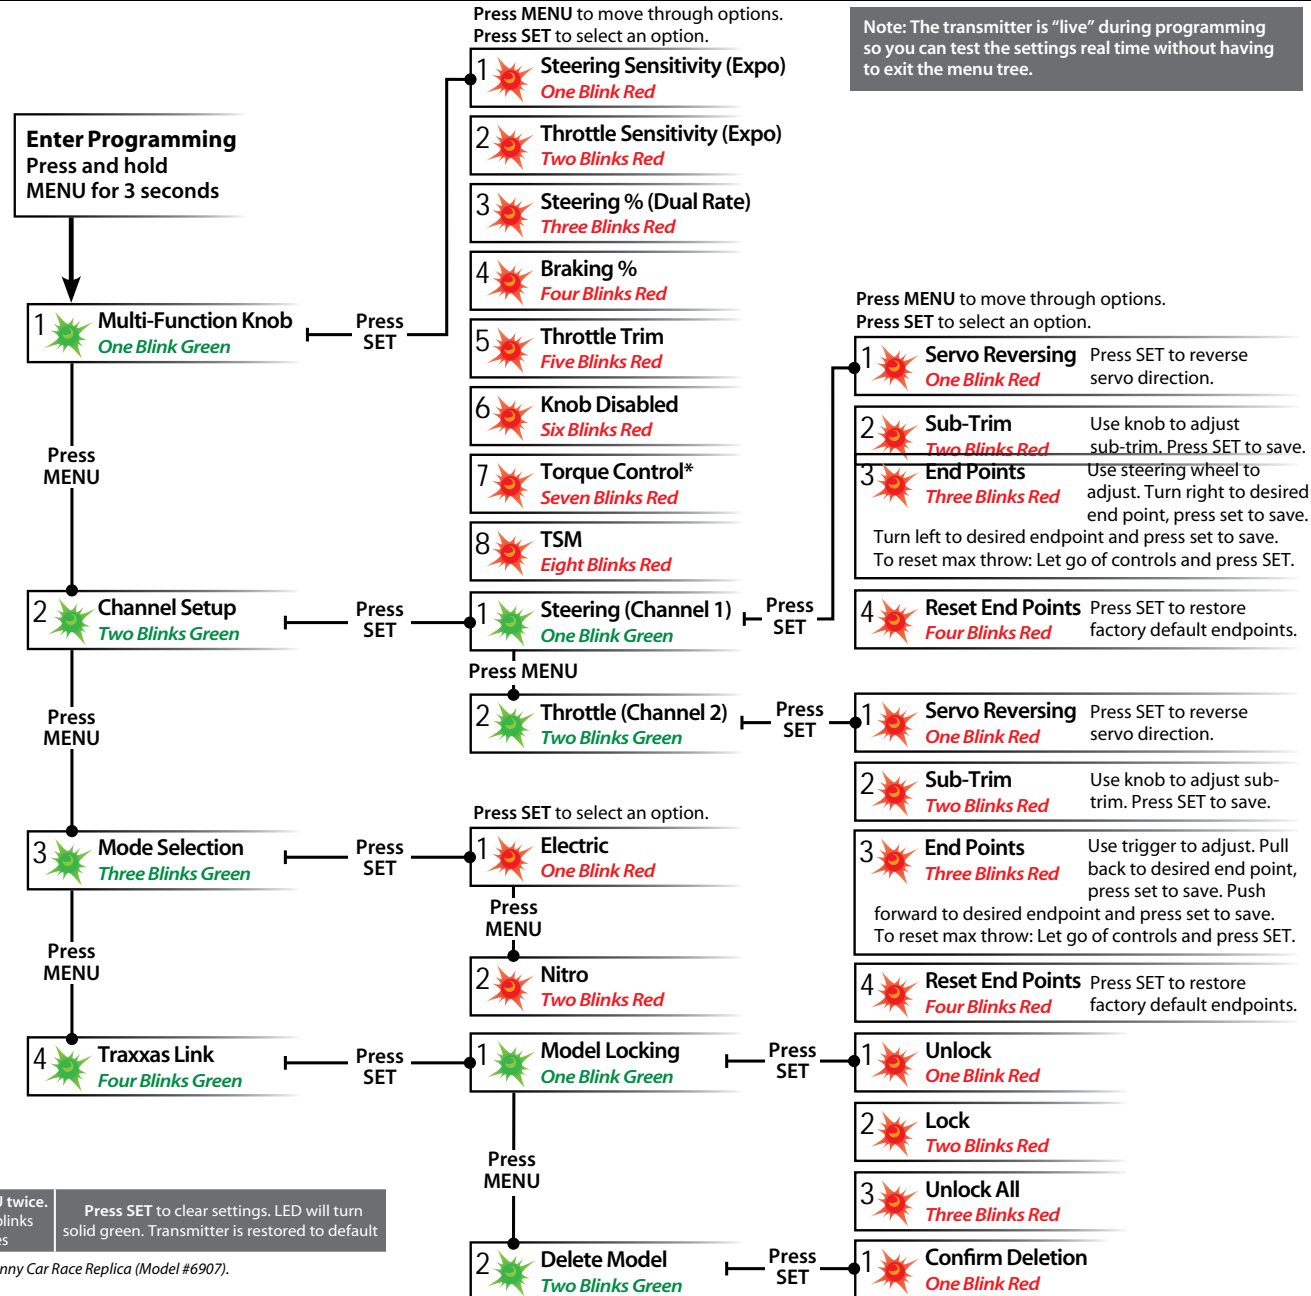 Press MENU to move through options.
Press SET to select an option.
Note: The transmitter is "live" during programming
so you can test the settings real time without having
to exit the menu tree.
Enter Programming
Press and hold
MENU for 3 seconds
1 Multi-Function Knob
One Blink Green
Press
SET
1 Steering Sensitivity (Expo)
One Blink Red
2 Throttle Sensitivity (Expo)
Two Blinks Red
3 Steering % (Dual Rate)
Three Blinks Red
4 Braking %
Four Blinks Red
5 Throttle Trim
Five Blinks Red
6 Knob Disabled
Six Blinks Red
7 Torque Control*
Seven Blinks Red
8 TSM
Eight Blinks Red
Press
MENU
2 Channel Setup
Two Blinks Green
Press
SET
1 Steering (Channel 1)
One Blink Green
Press
SET
Press MENU to move through options.
Press SET to select an option.
1 Servo Reversing
One Blink Red
Press SET to reverse
servo direction.
2 Sub-Trim
Two Blinks Red
Use knob to adjust
sub-trim. Press SET to save.
3 End Points
Three Blinks Red
Use steering wheel to
adjust. Turn right to desired
end point, press set to save.
Turn left to desired endpoint and press set to save.
To reset max throw: Let go of controls and press SET.
4 Reset End Points
Four Blinks Red
Press SET to restore
factory default endpoints.
Press MENU
2 Throttle (Channel 2)
Two Blinks Green
Press
SET
1 Servo Reversing
One Blink Red
Press SET to reverse
servo direction.
2 Sub-Trim
Two Blinks Red
Use knob to adjust sub-
trim. Press SET to save.
3 End Points
Three Blinks Red
Use trigger to adjust. Pull
back to desired end point,
press set to save. Push
forward to desired endpoint and press set to save.
To reset max throw: Let go of controls and press SET.
4 Reset End Points
Four Blinks Red
Press SET to restore
factory default endpoints.
Press
MENU
3 Mode Selection
Three Blinks Green
Press
SET
Press SET to select an option.
1 Electric
One Blink Red
Press
MENU
2 Nitro
Two Blinks Red
Press
MENU
4 Traxxas Link
Four Blinks Green
Press
SET
1 Model Locking
One Blink Green
Press
SET
1 Unlock
One Blink Red
2 Lock
Two Blinks Red
3 Unlock All
Three Blinks Red
Press
MENU
2 Delete Model
Two Blinks Green
Press
SET
1 Confirm Deletion
One Blink Red
twice.
Press SET to clear settings. LED will turn
solid green. Transmitter is restored to default
Car Race Replica (Model #6907).